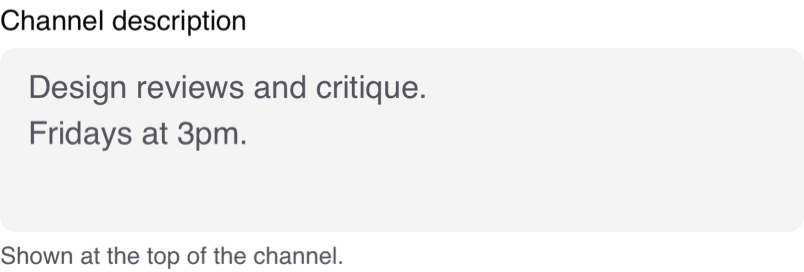 Channel description
Design reviews and critique.
Fridays at 3pm.
Shown at the top of the channel.